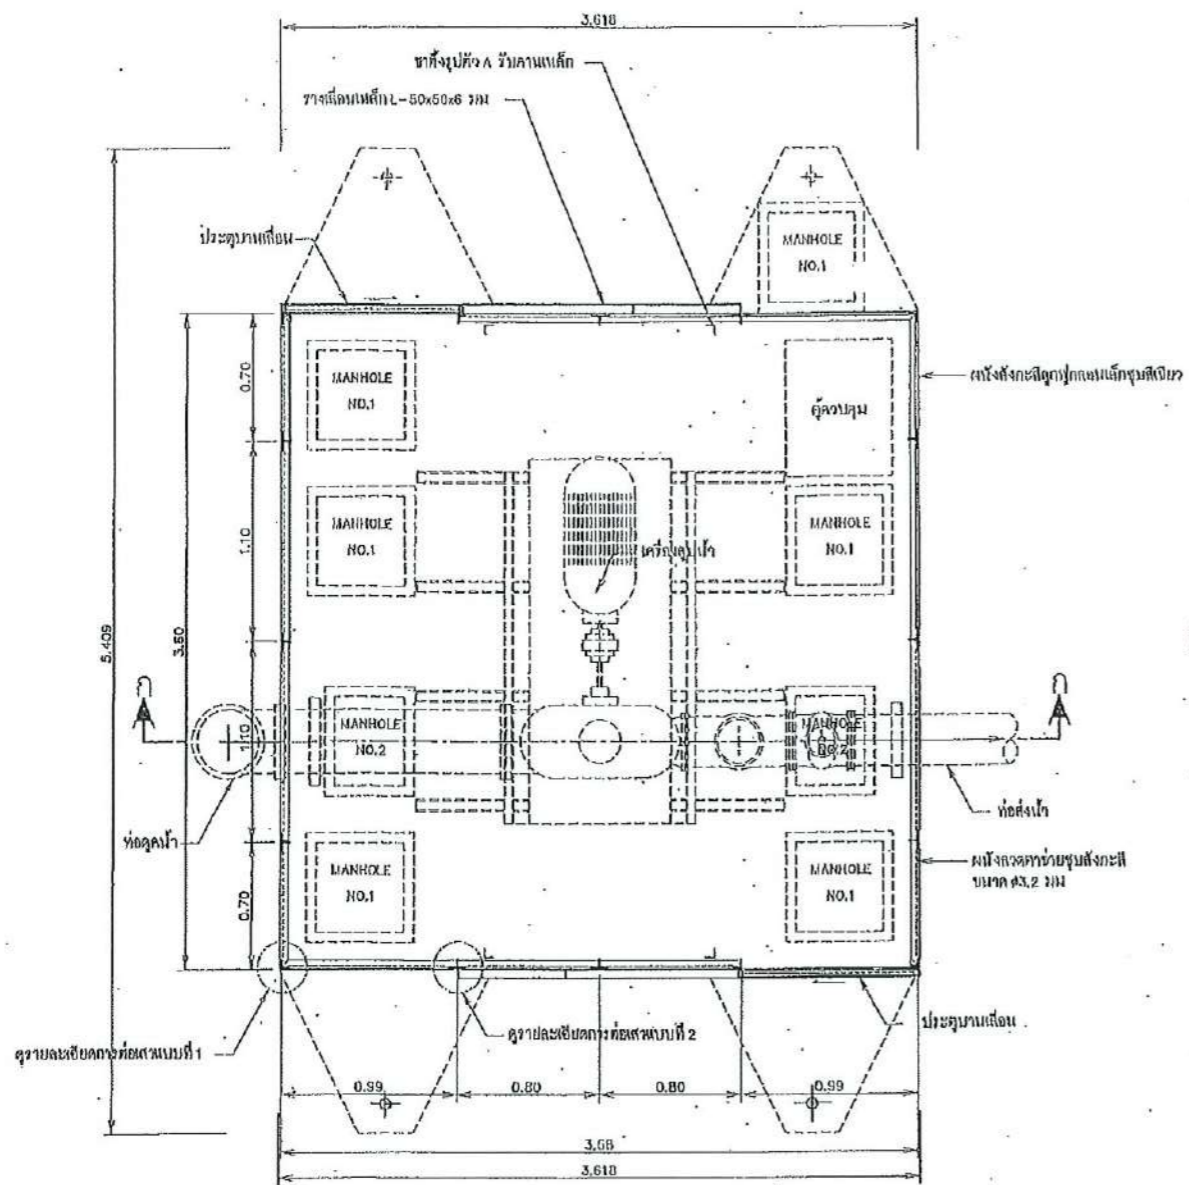 3.618
ขาตั้งรูปตัว A รับคานเหล็ก
รางเลื่อนเหล็ก L-50x50x6 มม
ประตูบานเลื่อน
MANHOLE
NO.1
MANHOLE
NO.1
ตู้ควบคุม
ผนังสังกะสีลูกฟูกลอนเล็กชุบสีเขียว
0.70
MANHOLE
NO.1
MANHOLE
NO.1
เครื่องสูบน้ำ
1.10
3.60
5.409
MANHOLE
NO.2
MANHOLE
NO.2
1.10
ท่อดูดน้ำ
ท่อส่งน้ำ
MANHOLE
NO.1
MANHOLE
NO.1
ผนังลวดตาข่ายชุบสังกะสี
ขนาด ø3.2 มม
0.70
ดูรายละเอียดการต่อเสาแบบที่ 1
ดูรายละเอียดการต่อเสาแบบที่ 2
ประตูบานเลื่อน
0.99
0.80
0.80
0.99
3.58
3.618